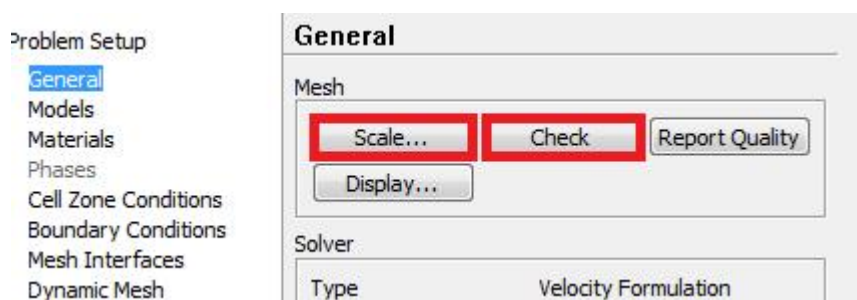 Problem Setup
General
Models
Materials
Phases
Cell Zone Conditions
Boundary Conditions
Mesh Interfaces
Dynamic Mesh
General
Mesh
Scale... Check Report Quality
Display...
Solver
Type Velocity Formulation